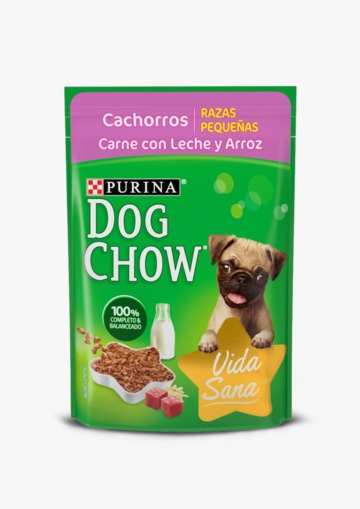 Cachorros
RAZAS
PEQUEÑAS
Carne con Leche y Arroz
PURINA®
DOG
CHOW®
100%
COMPLETO &
BALANCEADO
Vida
Sana